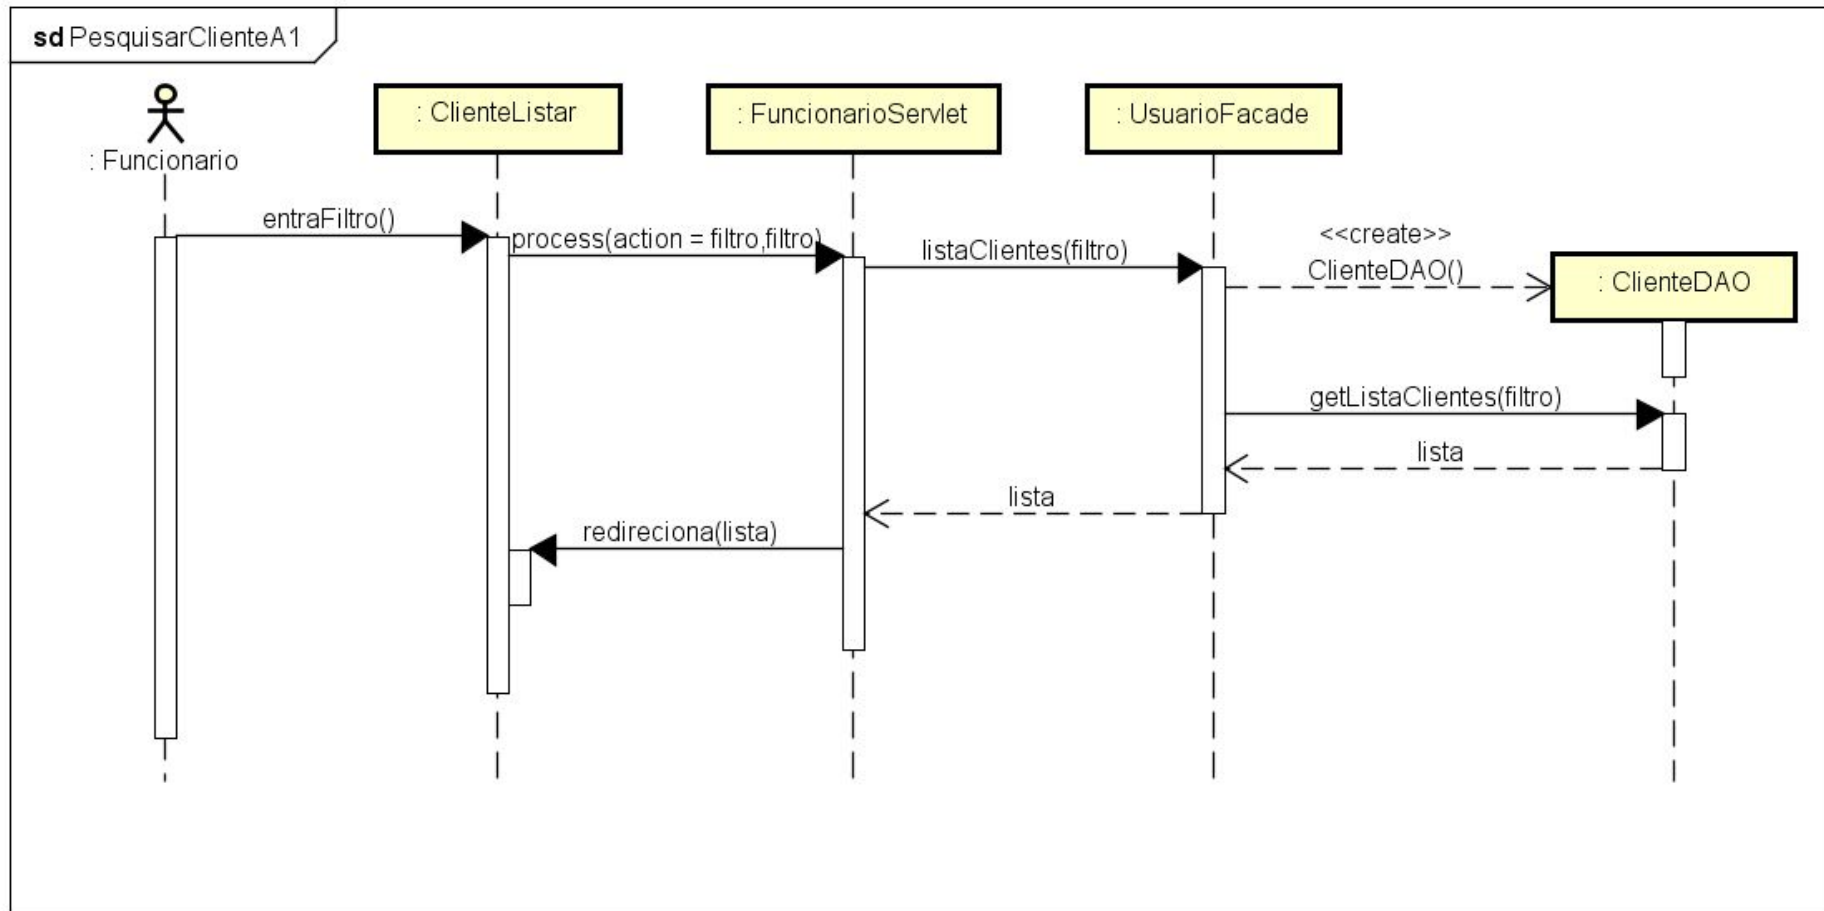 sd PesquisarClienteA1
: Funcionario
: ClienteListar
: FuncionarioServlet
: UsuarioFacade
entraFiltro()
process(action = filtro,filtro)
listaClientes(filtro)
<<create>>
ClienteDAO()
: ClienteDAO
getListaClientes(filtro)
lista
lista
redireciona(lista)